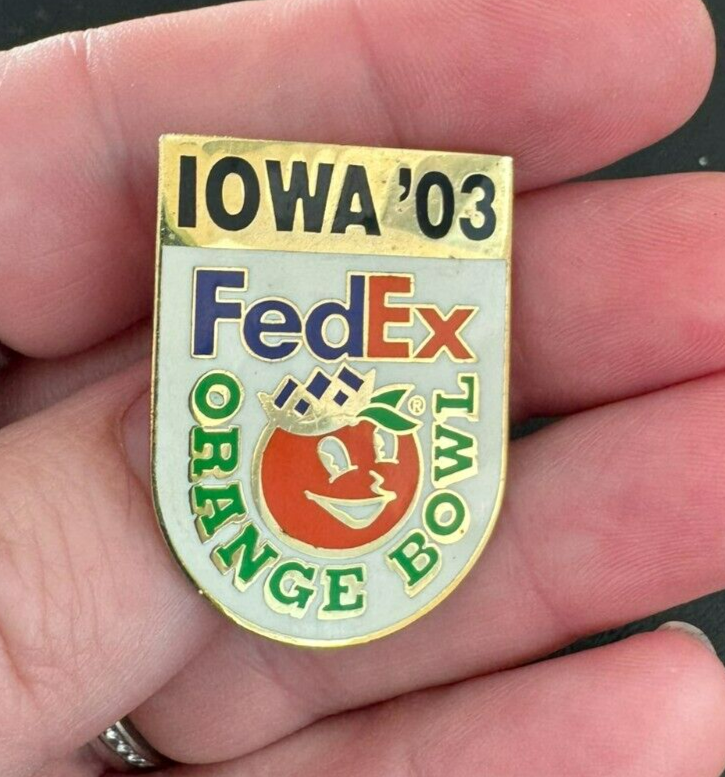 IOWA '03
FedEx
®
ORANGE BOWL